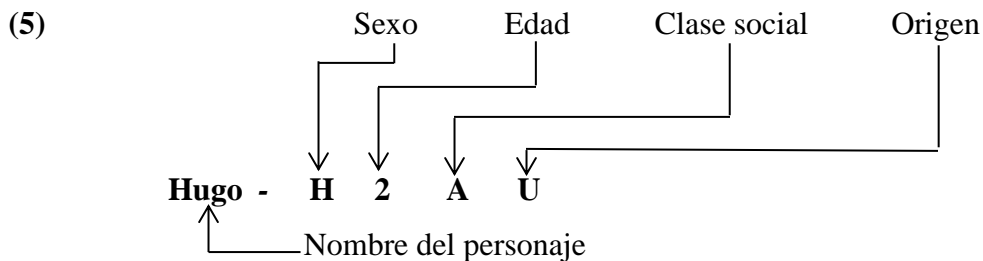 (5) Sexo Edad Clase social Origen
Hugo - H 2 A U
Nombre del personaje